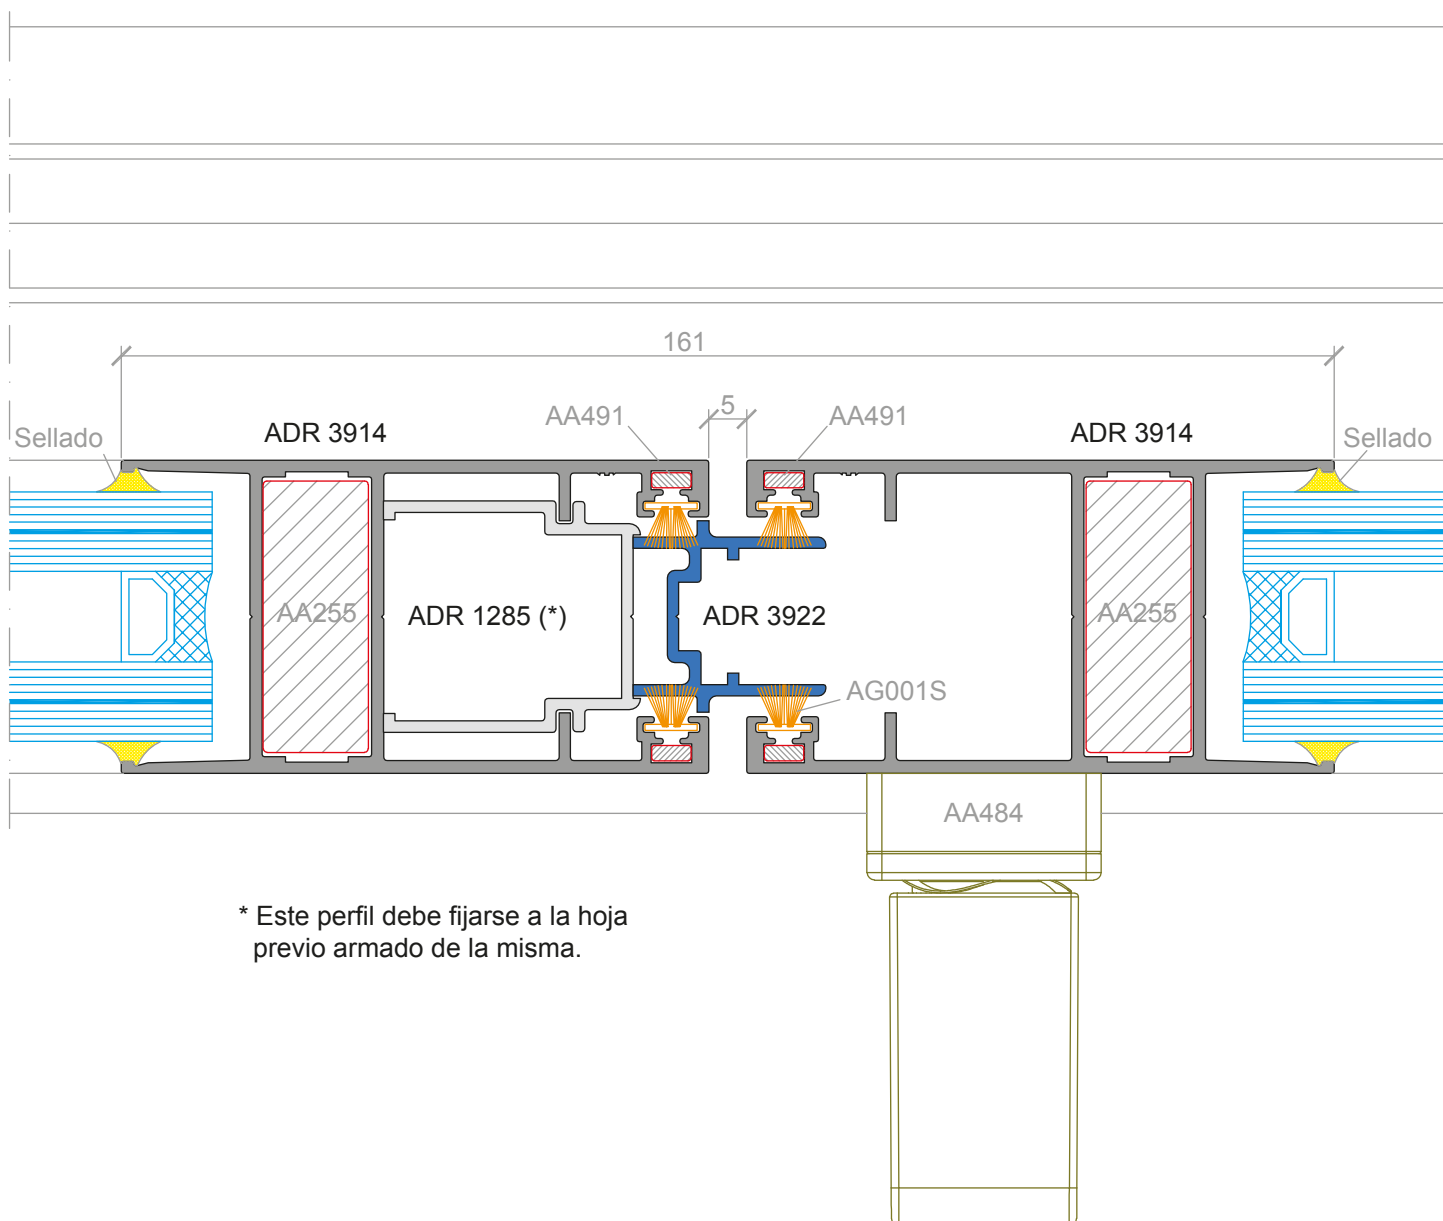 161
AA491
5
AA491
Sellado
ADR 3914
ADR 3914
Sellado
AA255
ADR 1285 (*)
ADR 3922
AA255
AG001S
AA484
* Este perfil debe fijarse a la hoja
previo armado de la misma.